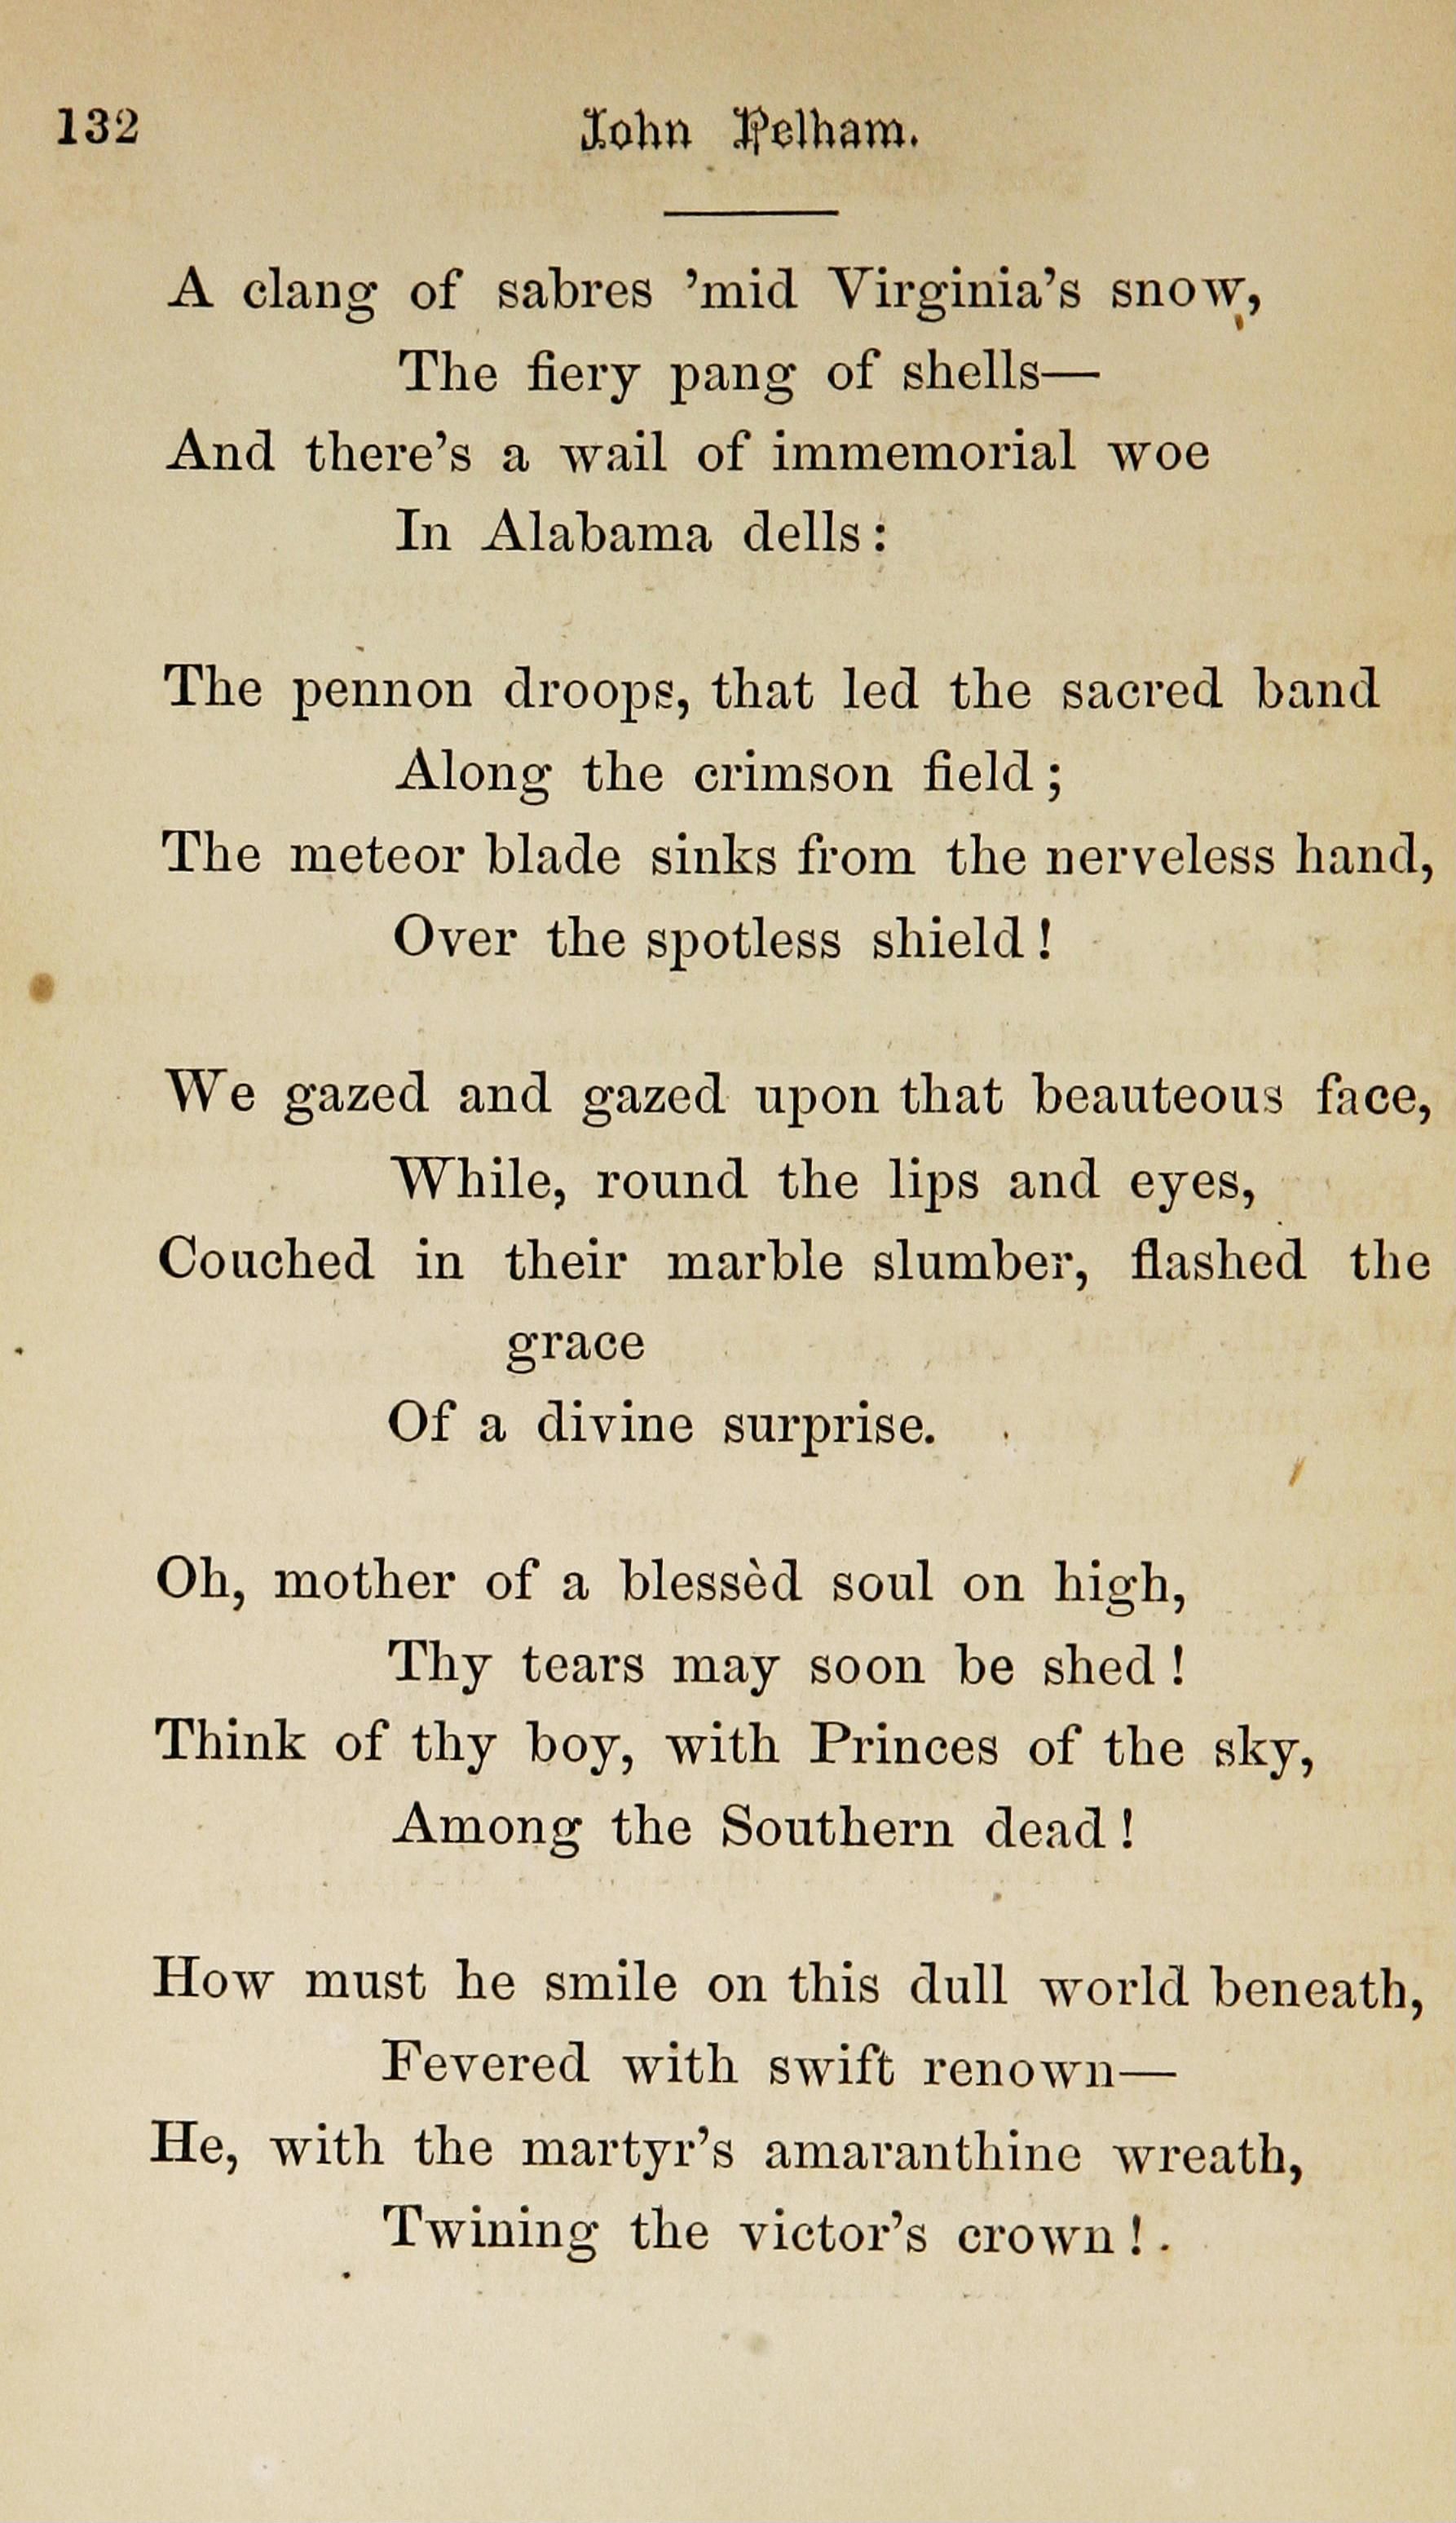 132 John Pelham.
A clang of sabres ’mid Virginia’s snow,
The fiery pang of shells—
And there’s a wail of immemorial woe
In Alabama dells:
The pennon droops, that led the sacred band
Along the crimson field;
The meteor blade sinks from the nerveless hand,
Over the spotless shield!
We gazed and gazed upon that beauteous face,
While, round the lips and eyes,
Couched in their marble slumber, flashed the
grace
Of a divine surprise.
Oh, mother of a blessèd soul on high,
Thy tears may soon be shed!
Think of thy boy, with Princes of the sky,
Among the Southern dead!
How must he smile on this dull world beneath,
Fevered with swift renown—
He, with the martyr’s amaranthine wreath,
Twining the victor’s crown!